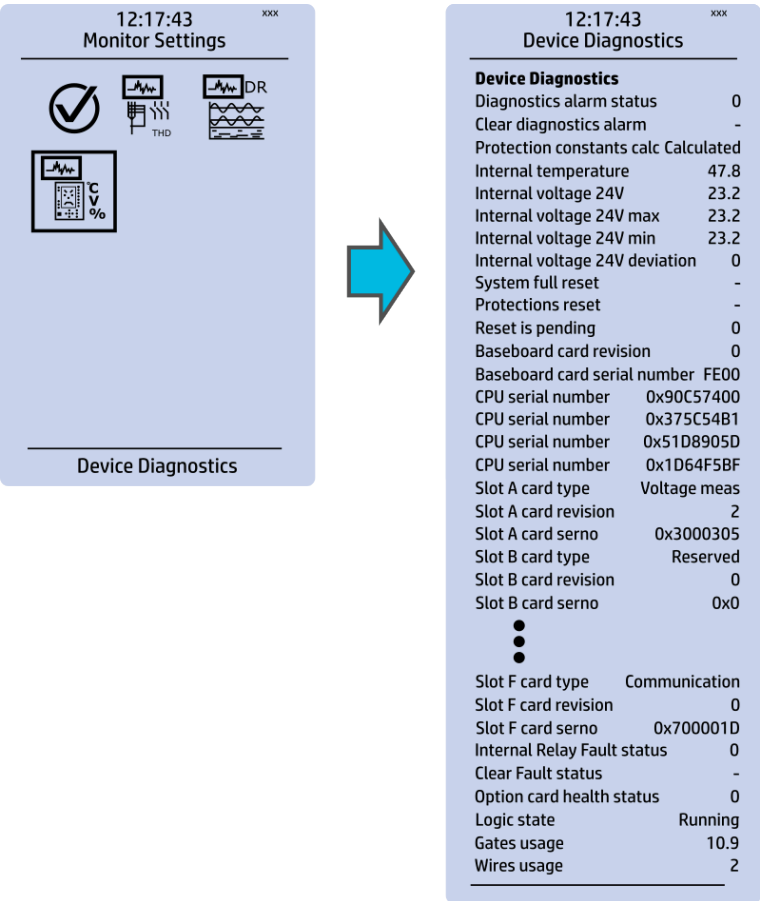 12:17:43 xxx
Monitor Settings
DR
THD
°C
V
%
Device Diagnostics
12:17:43 xxx
Device Diagnostics
Device Diagnostics
Diagnostics alarm status 0
Clear diagnostics alarm -
Protection constants calc Calculated
Internal temperature 47.8
Internal voltage 24V 23.2
Internal voltage 24V max 23.2
Internal voltage 24V min 23.2
Internal voltage 24V deviation 0
System full reset -
Protections reset -
Reset is pending 0
Baseboard card revision 0
Baseboard card serial number FE00
CPU serial number 0x90C57400
CPU serial number 0x375C54B1
CPU serial number 0x51D8905D
CPU serial number 0x1D64F5BF
Slot A card type Voltage meas
Slot A card revision 2
Slot A card serno 0x3000305
Slot B card type Reserved
Slot B card revision 0
Slot B card serno 0x0
Slot F card type Communication
Slot F card revision 0
Slot F card serno 0x700001D
Internal Relay Fault status 0
Clear Fault status -
Option card health status 0
Logic state Running
Gates usage 10.9
Wires usage 2